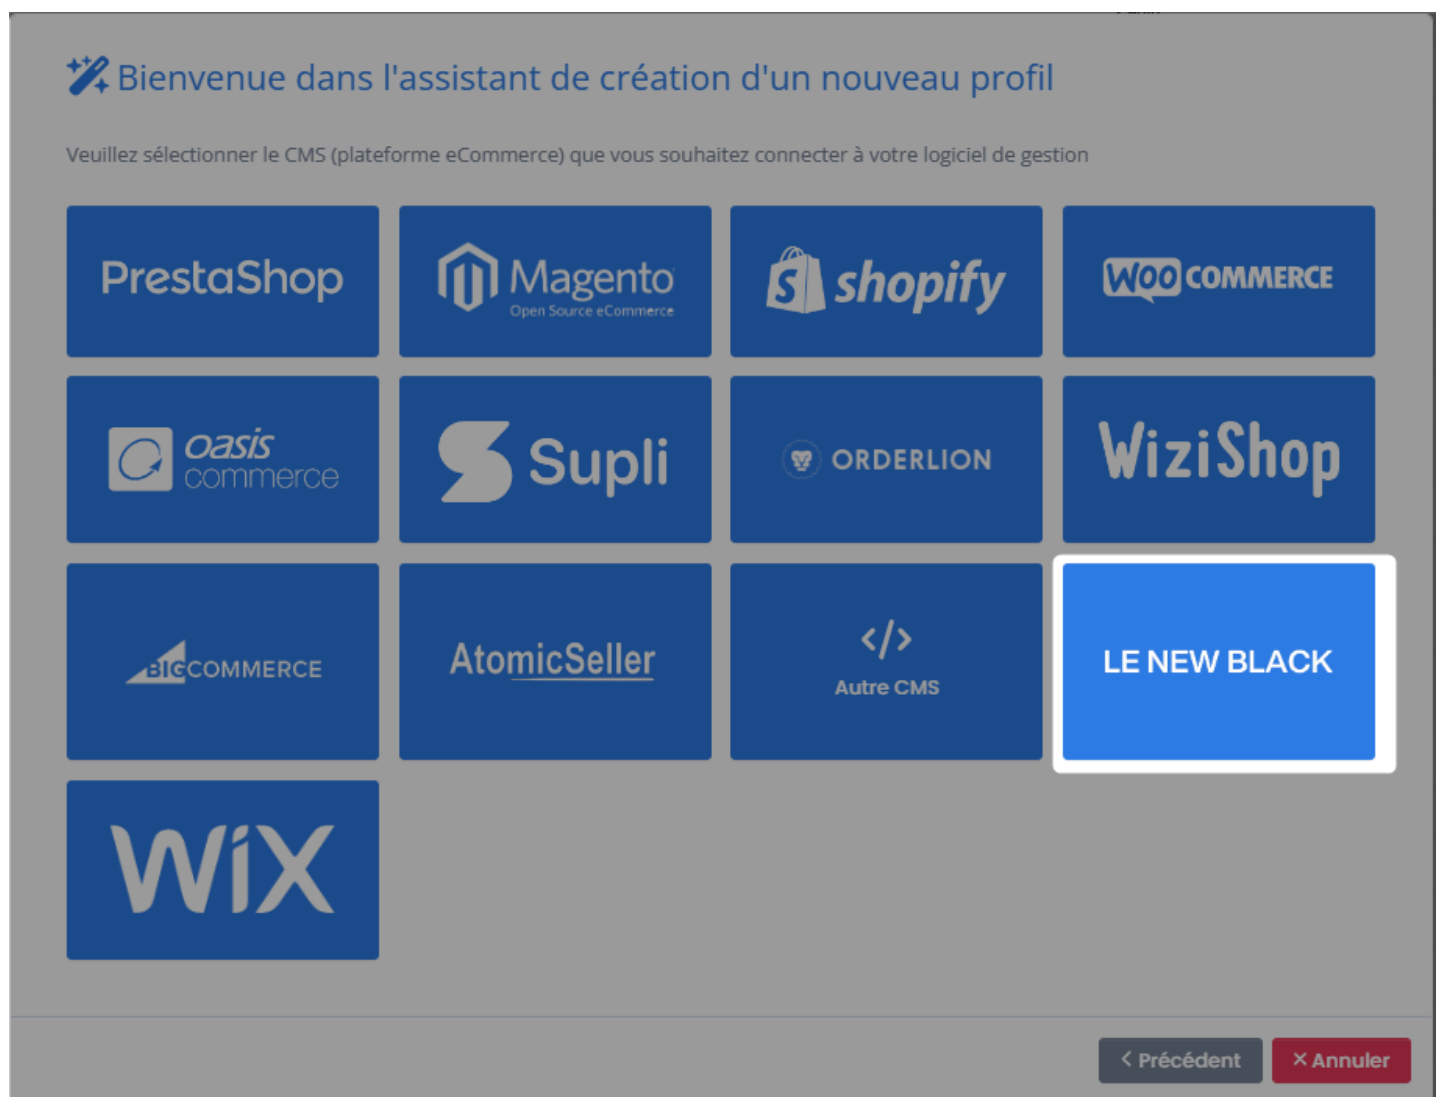 Bienvenue dans l'assistant de création d'un nouveau profil
Veuillez sélectionner le CMS (plateforme eCommerce) que vous souhaitez connecter à votre logiciel de gestion
PrestaShop
Magento
Open Source eCommerce
shopify
WOO COMMERCE
oasis
commerce
Supli
ORDERLION
WiziShop
BIGCOMMERCE
AtomicSeller
</>
Autre CMS
LE NEW BLACK
WiX
< Précédent
× Annuler